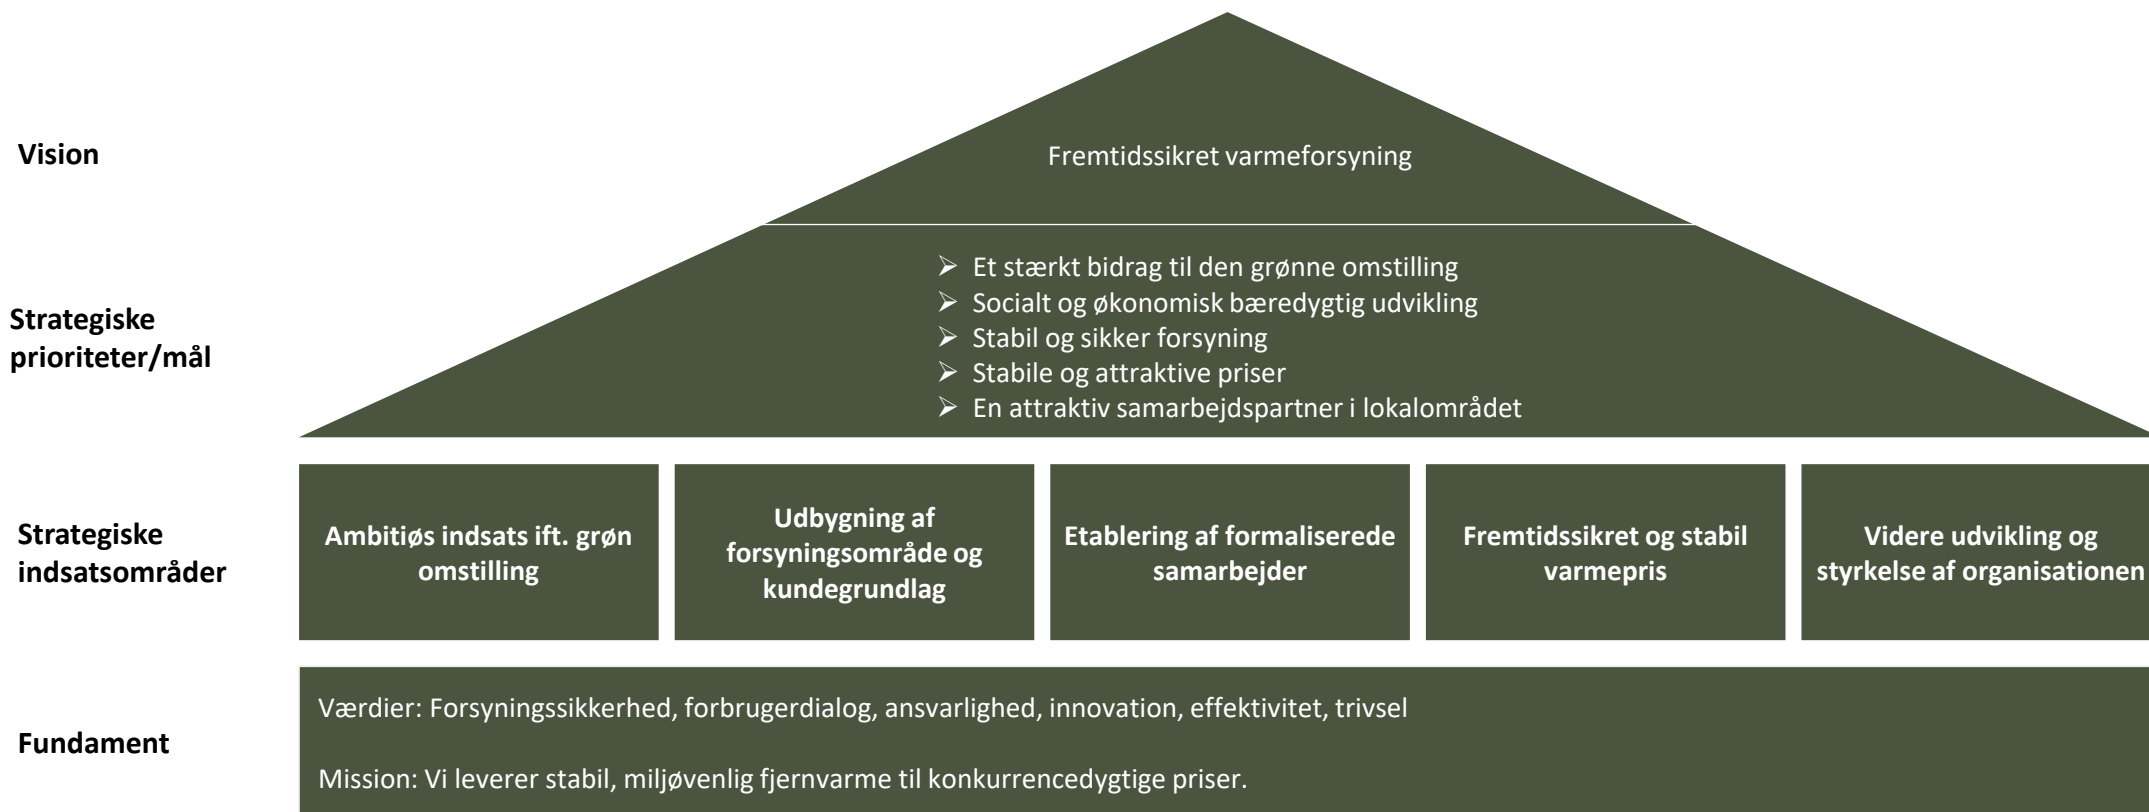 Vision
Fremtidssikret varmeforsyning
Strategiske
prioriteter/mål
➢ Et stærkt bidrag til den grønne omstilling
➢ Socialt og økonomisk bæredygtig udvikling
➢ Stabil og sikker forsyning
➢ Stabile og attraktive priser
➢ En attraktiv samarbejdspartner i lokalområdet
Strategiske
indsatsområder
Ambitiøs indsats ift. grøn
omstilling
Udbygning af
forsyningsområde og
kundegrundlag
Etablering af formaliserede
samarbejder
Fremtidssikret og stabil
varmepris
Videre udvikling og
styrkelse af organisationen
Fundament
Værdier: Forsyningssikkerhed, forbrugerdialog, ansvarlighed, innovation, effektivitet, trivsel
Mission: Vi leverer stabil, miljøvenlig fjernvarme til konkurrencedygtige priser.